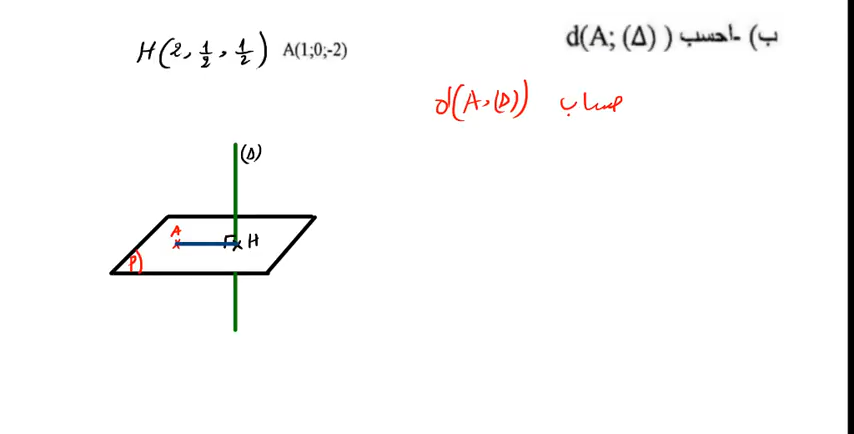 ب) -احسب d(A; (Δ) )
H(2, 1/2, 1/2) A(1;0;-2)
حساب d(A,(Δ))
(Δ)
A
H
P)